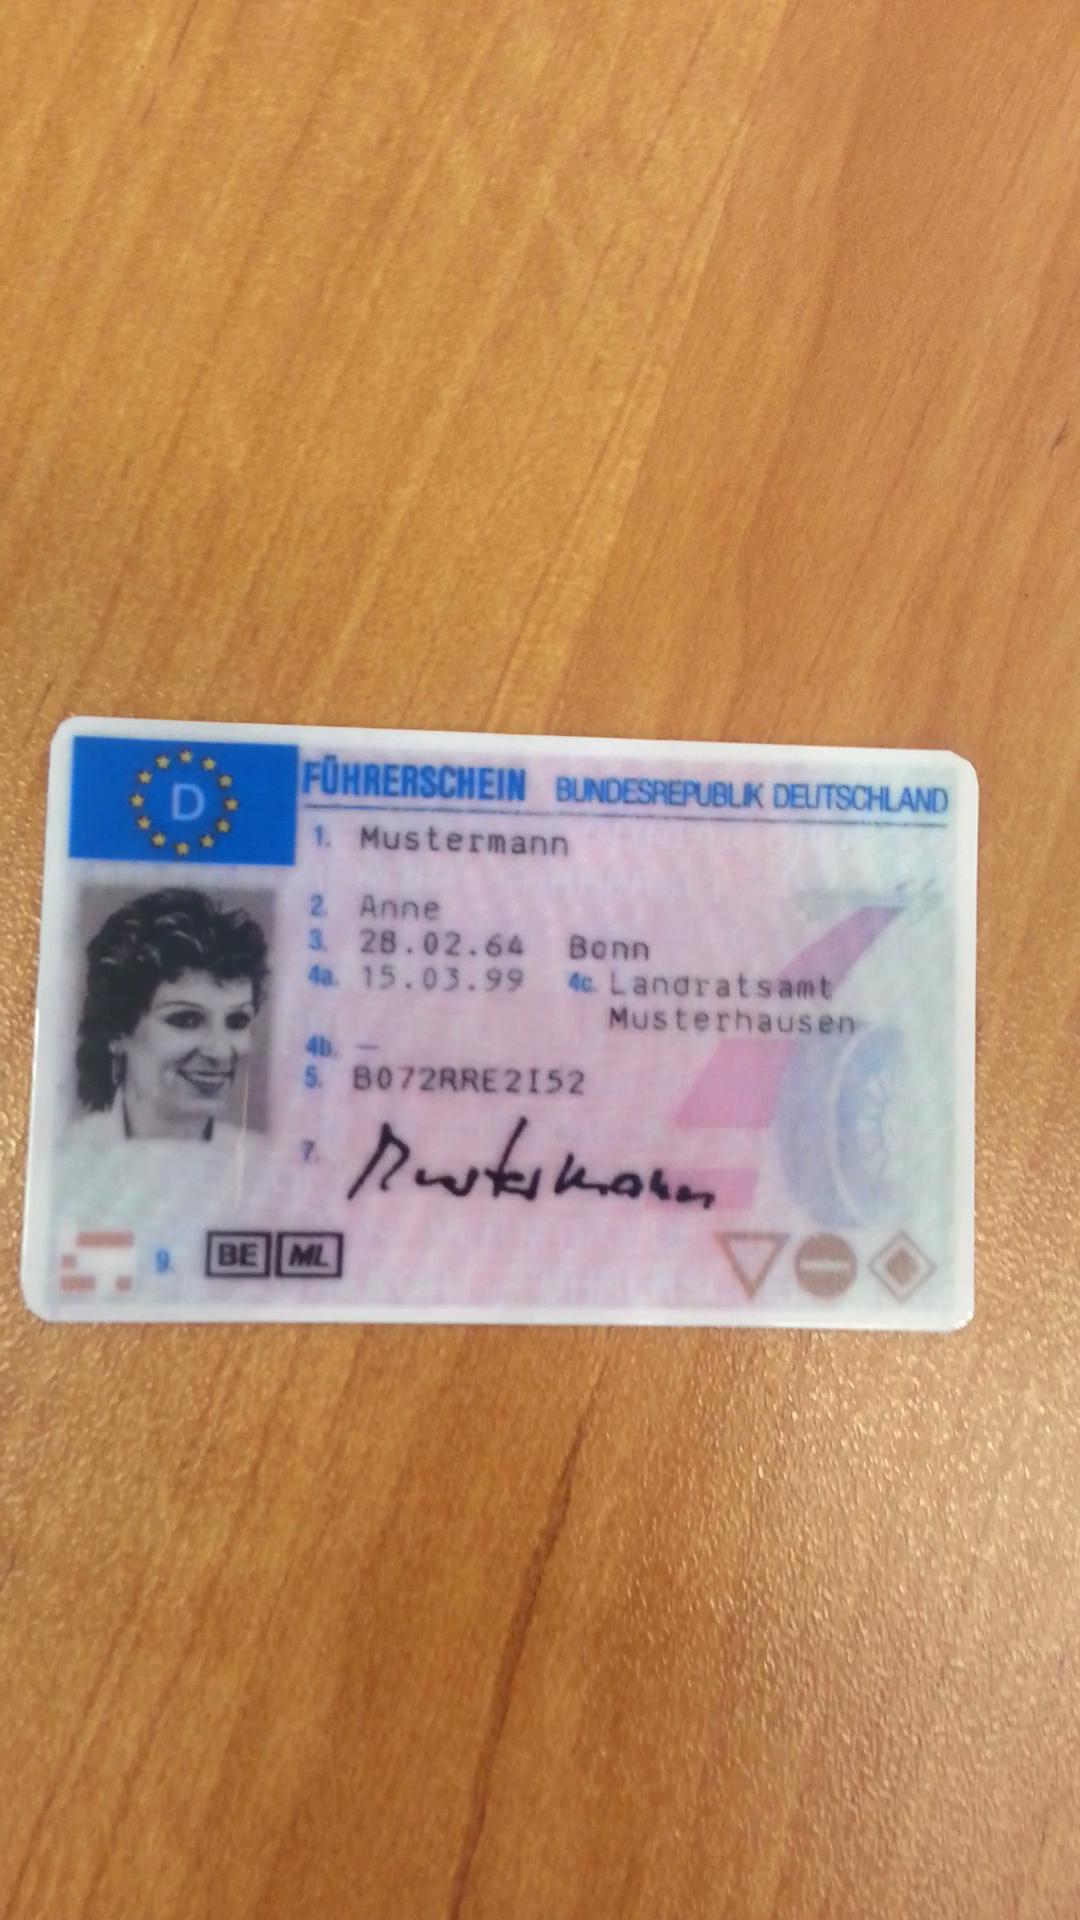 D
FÜHRERSCHEIN BUNDESREPUBLIK DEUTSCHLAND
1. Mustermann
2. Anne
3. 28.02.64 Bonn
4a. 15.03.99 4c. Landratsamt
Musterhausen
4b. –
5. B072RRE2I52
7. Mustermann
9. BE ML